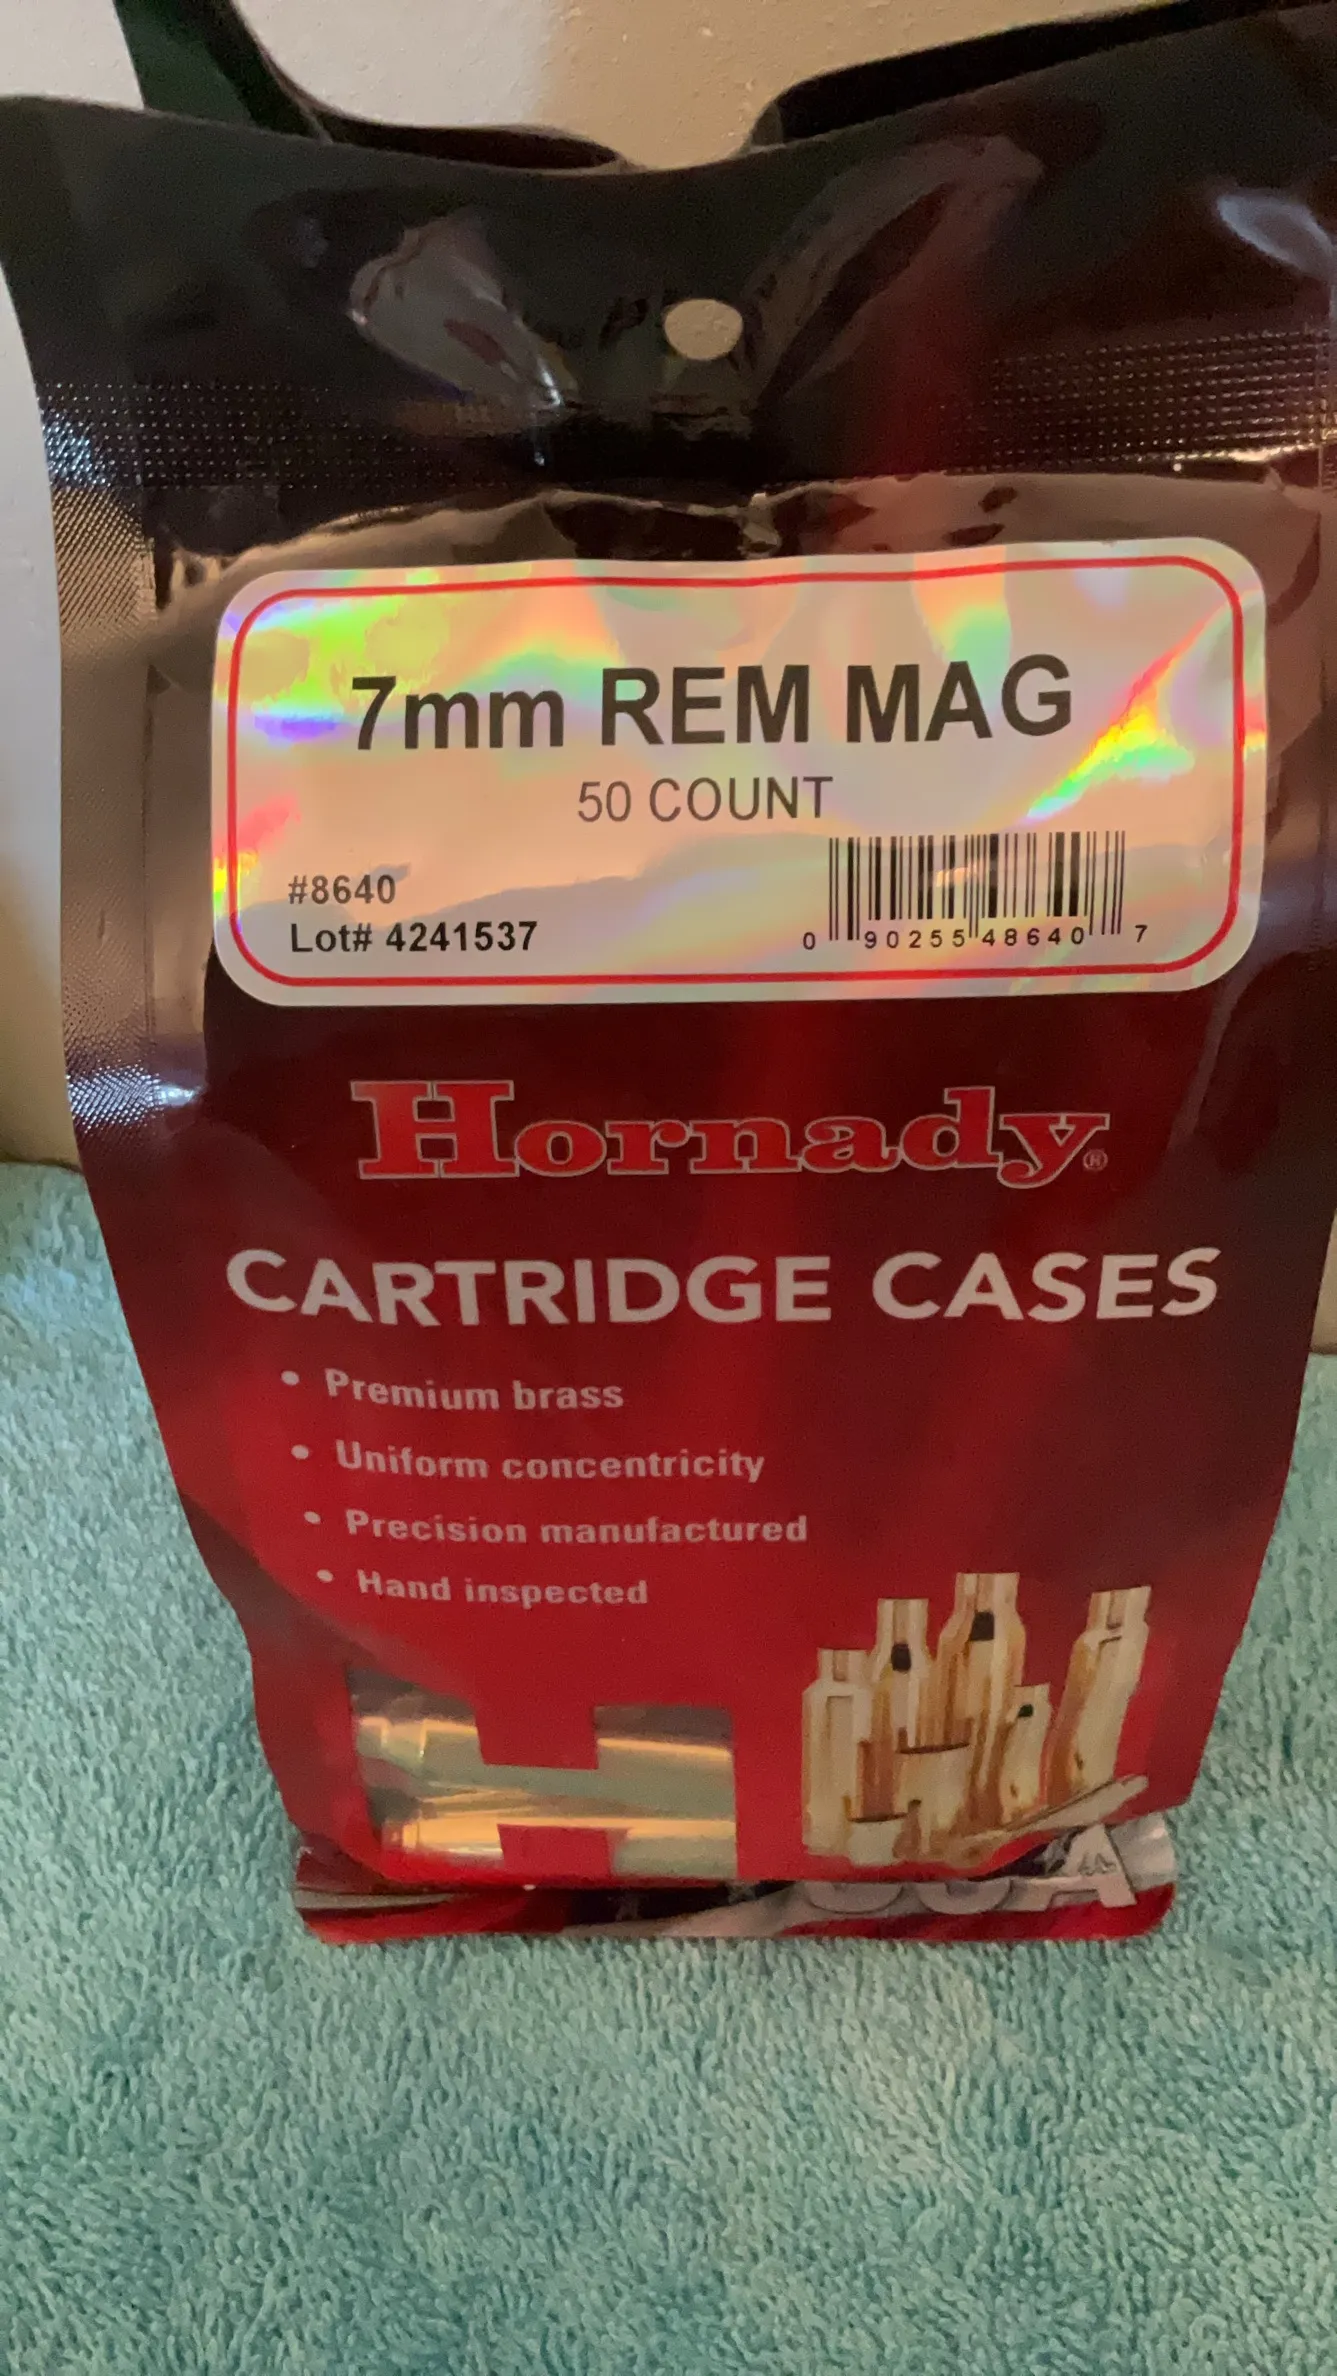 7mm REM MAG
50 COUNT
#8640
Lot# 4241537
0 90255 48640 7
Hornady®
CARTRIDGE CASES
• Premium brass
• Uniform concentricity
• Precision manufactured
• Hand inspected
USA